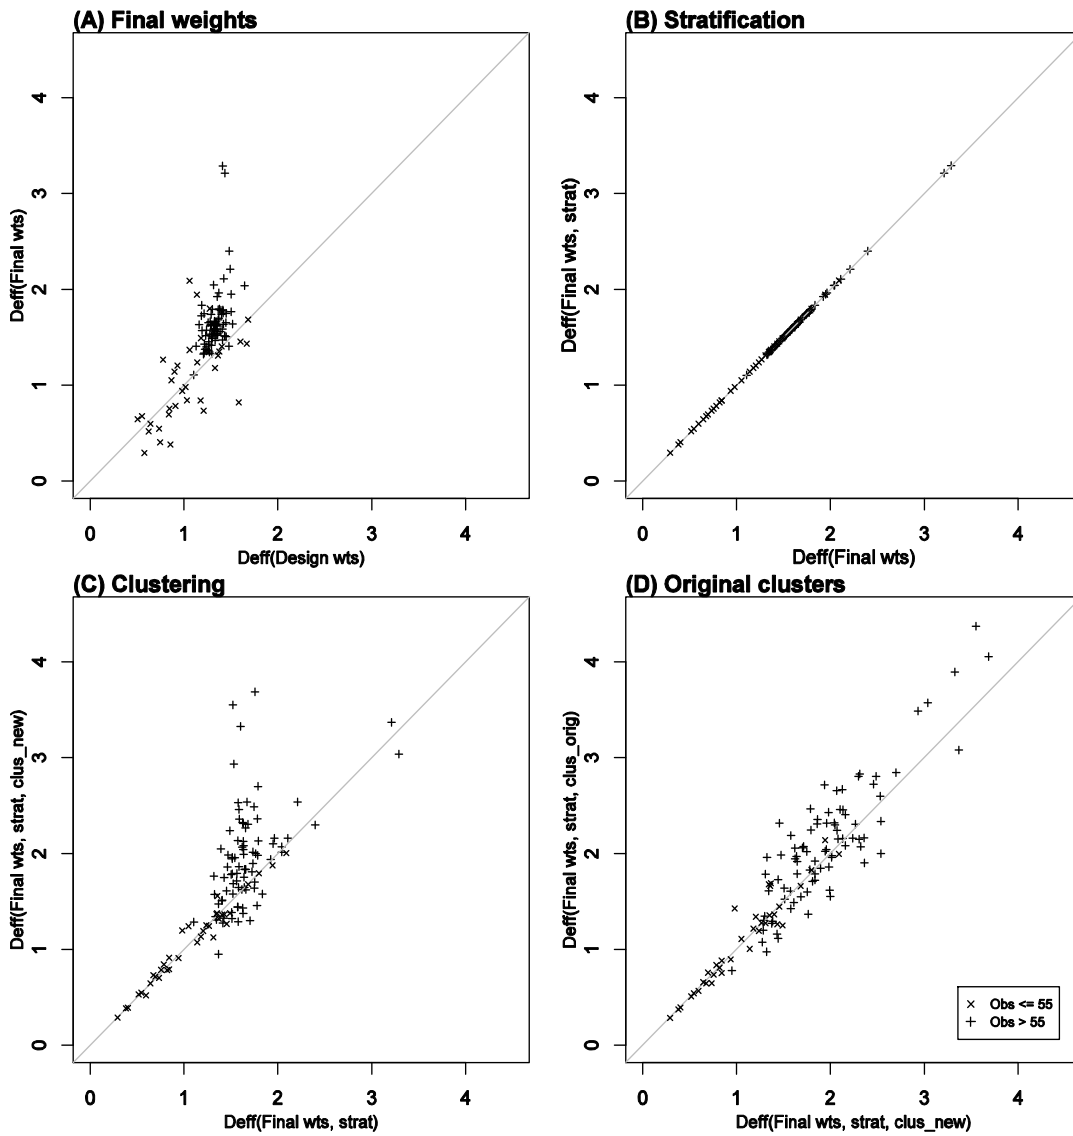 (A) Final weights
Deff(Final wts)
4
3
2
1
0
0 1 2 3 4
Deff(Design wts)
(B) Stratification
Deff(Final wts, strat)
4
3
2
1
0
0 1 2 3 4
Deff(Final wts)
(C) Clustering
Deff(Final wts, strat, clus_new)
4
3
2
1
0
0 1 2 3 4
Deff(Final wts, strat)
(D) Original clusters
Deff(Final wts, strat, clus_orig)
4
3
2
1
0
Obs <= 55
Obs > 55
0 1 2 3 4
Deff(Final wts, strat, clus_new)